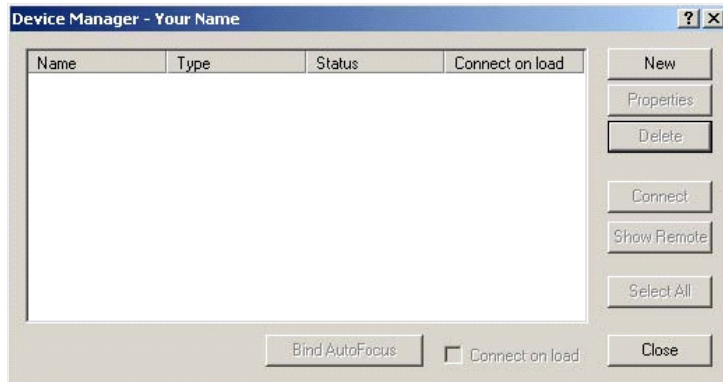 Device Manager - Your Name
Name Type Status Connect on load
New
Properties
Delete
Connect
Show Remote
Select All
Bind AutoFocus Connect on load Close